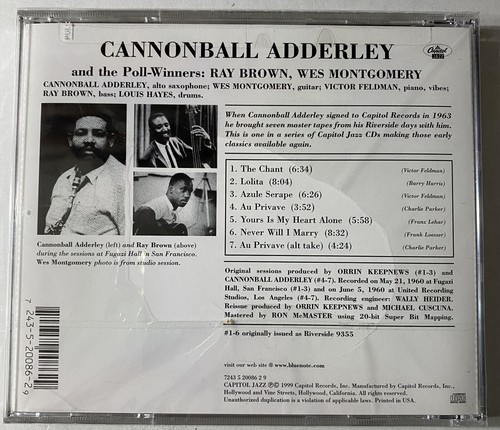 CANNONBALL ADDERLEY
and the Poll-Winners: RAY BROWN, WES MONTGOMERY
CANNONBALL ADDERLEY, alto saxophone; WES MONTGOMERY, guitar; VICTOR FELDMAN, piano, vibes;
RAY BROWN, bass; LOUIS HAYES, drums.
Capitol
JAZZ
When Cannonball Adderley signed to Capitol Records in 1963
he brought seven master tapes from his Riverside days with him.
This is one in a series of Capitol Jazz CDs making those early
classics available again.
1. The Chant (6:34) (Victor Feldman)
2. Lolita (8:04) (Barry Harris)
3. Azule Serape (6:26) (Victor Feldman)
4. Au Privave (3:52) (Charlie Parker)
5. Yours Is My Heart Alone (5:58) (Franz Lehar)
6. Never Will I Marry (8:32) (Frank Loesser)
7. Au Privave (alt take) (4:24) (Charlie Parker)
Cannonball Adderley (left) and Ray Brown (above)
during the sessions at Fugazi Hall in San Francisco.
Wes Montgomery photo is from studio session.
Original sessions produced by ORRIN KEEPNEWS (#1-3) and
CANNONBALL ADDERLEY (#4-7). Recorded on May 21, 1960 at Fugazi
Hall, San Francisco (#1-3) and on June 5, 1960 at United Recording
Studios, Los Angeles (#4-7). Recording engineer: WALLY HEIDER.
Reissue produced by ORRIN KEEPNEWS and MICHAEL CUSCUNA.
Mastered by RON McMASTER using 20-bit Super Bit Mapping.
#1-6 originally issued as Riverside 9355
visit our web site @ www.bluenote.com
7243 5 20086 2 9
CAPITOL JAZZ ℗© 1999 Capitol Records, Inc. Manufactured by Capitol Records, Inc.,
Hollywood and Vine Streets, Hollywood, California. All rights reserved.
Unauthorized duplication is a violation of applicable laws. Printed in USA.
7 243-5-20086-2 9